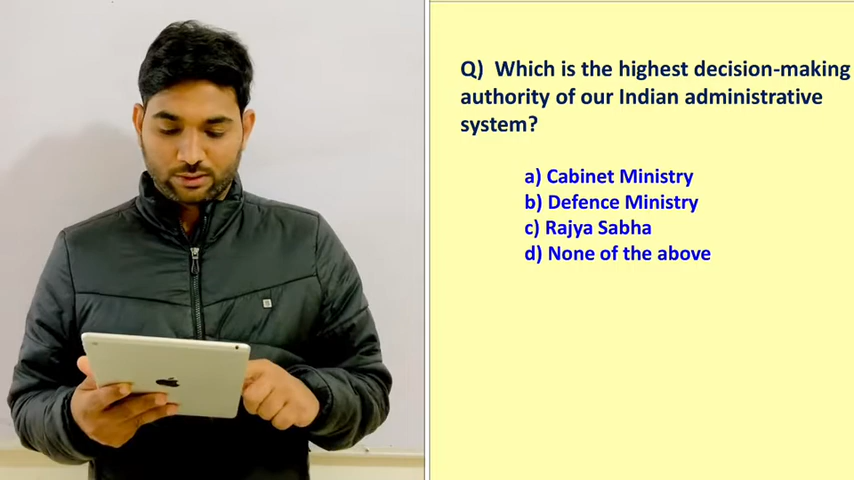 Q)  Which is the highest decision-making
authority of our Indian administrative
system?
a) Cabinet Ministry
b) Defence Ministry
c) Rajya Sabha
d) None of the above